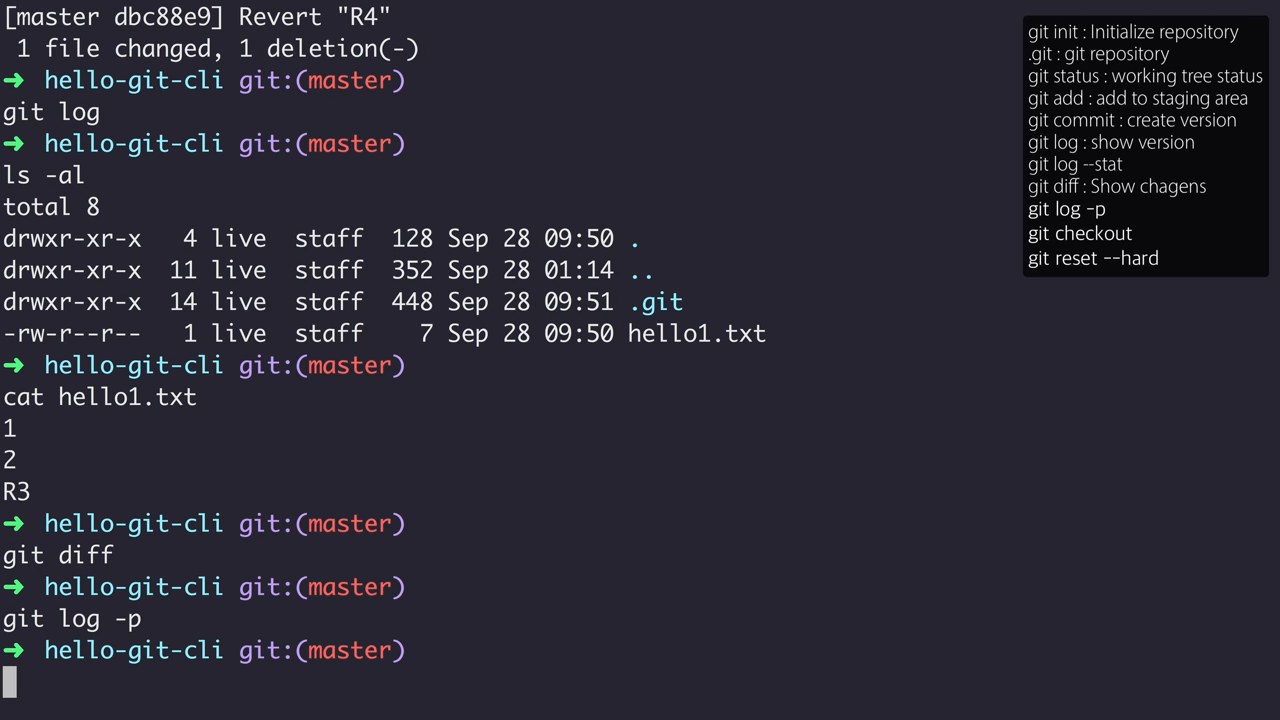 [master dbc88e9] Revert "R4"
 1 file changed, 1 deletion(-)
➜  hello-git-cli git:(master)
git log
➜  hello-git-cli git:(master)
ls -al
total 8
drwxr-xr-x   4 live  staff  128 Sep 28 09:50 .
drwxr-xr-x  11 live  staff  352 Sep 28 01:14 ..
drwxr-xr-x  14 live  staff  448 Sep 28 09:51 .git
-rw-r--r--   1 live  staff    7 Sep 28 09:50 hello1.txt
➜  hello-git-cli git:(master)
cat hello1.txt
1
2
R3
➜  hello-git-cli git:(master)
git diff
➜  hello-git-cli git:(master)
git log -p
➜  hello-git-cli git:(master)
git init : Initialize repository
.git : git repository
git status : working tree status
git add : add to staging area
git commit : create version
git log : show version
git log --stat
git diff : Show chagens
git log -p
git checkout
git reset --hard